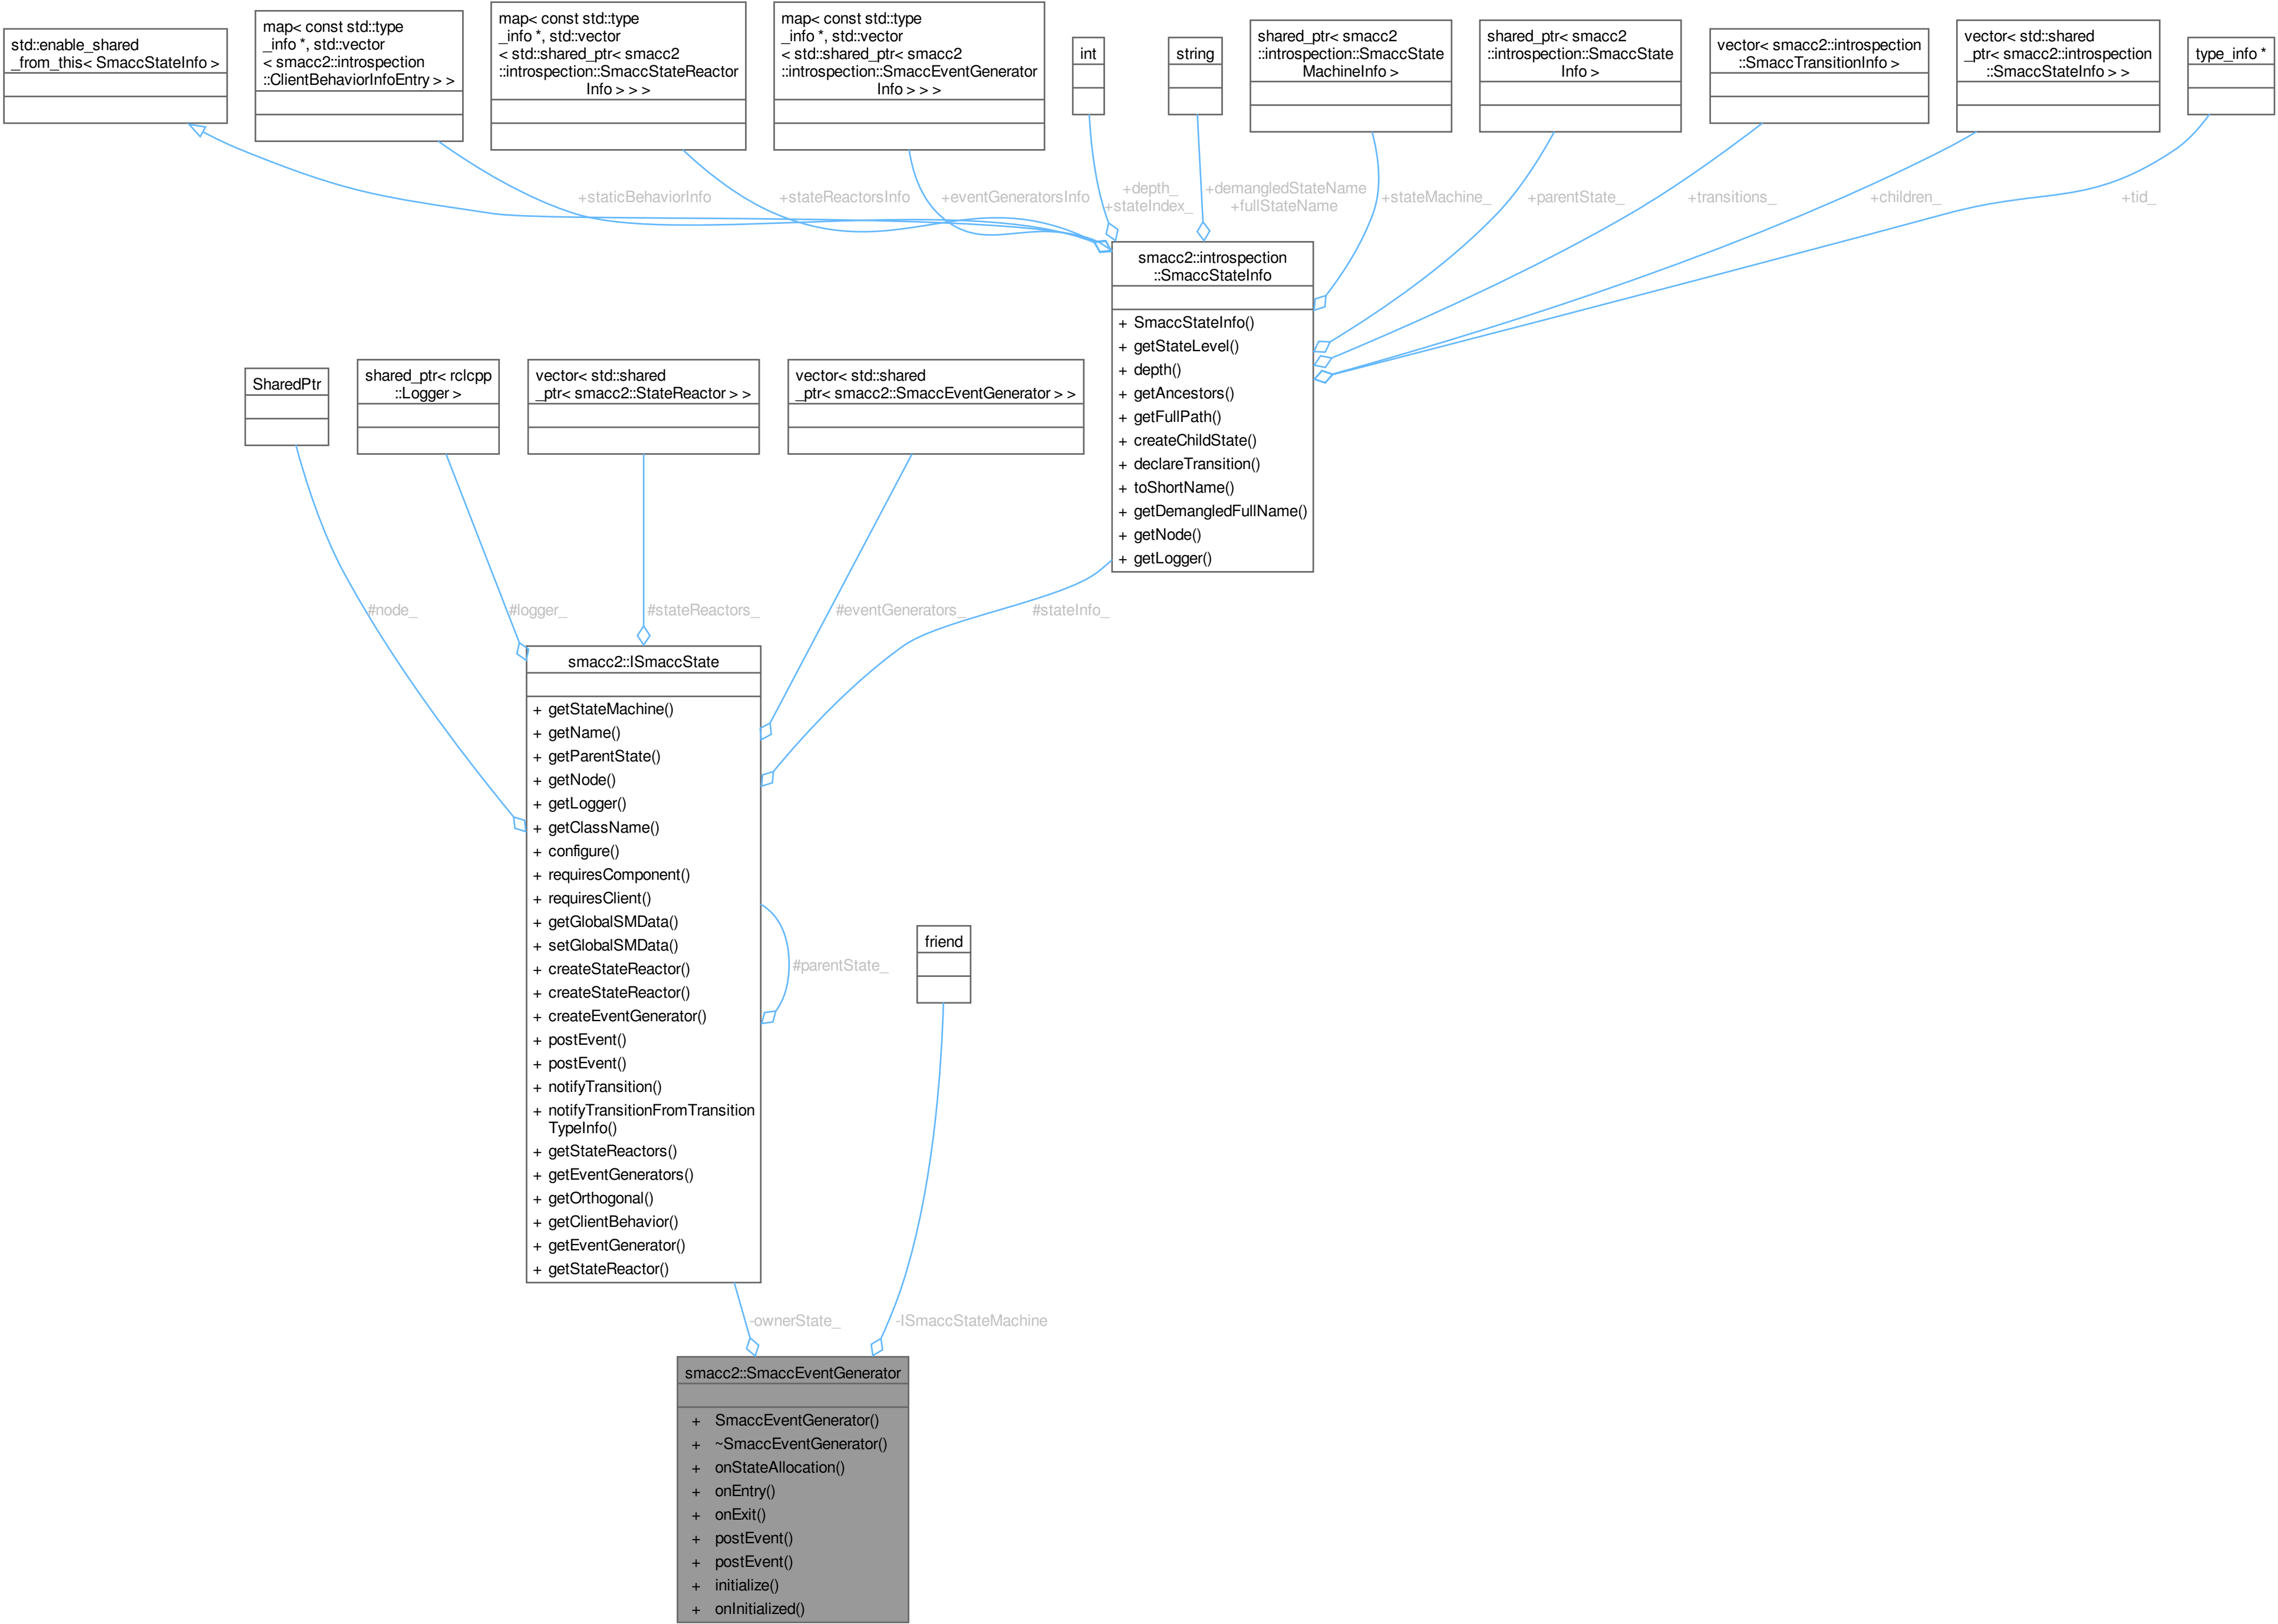 std::enable_shared
_from_this< SmaccStateInfo >
map< const std::type
_info *, std::vector
< smacc2::introspection
::ClientBehaviorInfoEntry > >
map< const std::type
_info *, std::vector
< std::shared_ptr< smacc2
::introspection::SmaccStateReactor
Info > > >
map< const std::type
_info *, std::vector
< std::shared_ptr< smacc2
::introspection::SmaccEventGenerator
Info > > >
int
string
shared_ptr< smacc2
::introspection::SmaccState
MachineInfo >
shared_ptr< smacc2
::introspection::SmaccState
Info >
vector< smacc2::introspection
::SmaccTransitionInfo >
vector< std::shared
_ptr< smacc2::introspection
::SmaccStateInfo > >
type_info *
+staticBehaviorInfo
+stateReactorsInfo
+eventGeneratorsInfo
+depth_
+stateIndex_
+demangledStateName
+fullStateName
+stateMachine_
+parentState_
+transitions_
+children_
+tid_
smacc2::introspection
::SmaccStateInfo
+ SmaccStateInfo()
+ getStateLevel()
+ depth()
+ getAncestors()
+ getFullPath()
+ createChildState()
+ declareTransition()
+ toShortName()
+ getDemangledFullName()
+ getNode()
+ getLogger()
SharedPtr
shared_ptr< rclcpp
::Logger >
vector< std::shared
_ptr< smacc2::StateReactor > >
vector< std::shared
_ptr< smacc2::SmaccEventGenerator > >
#node_
#logger_
#stateReactors_
#eventGenerators_
#stateInfo_
smacc2::ISmaccState
+ getStateMachine()
+ getName()
+ getParentState()
+ getNode()
+ getLogger()
+ getClassName()
+ configure()
+ requiresComponent()
+ requiresClient()
+ getGlobalSMData()
+ setGlobalSMData()
+ createStateReactor()
+ createStateReactor()
+ createEventGenerator()
+ postEvent()
+ postEvent()
+ notifyTransition()
+ notifyTransitionFromTransition
TypeInfo()
+ getStateReactors()
+ getEventGenerators()
+ getOrthogonal()
+ getClientBehavior()
+ getEventGenerator()
+ getStateReactor()
#parentState_
friend
-ownerState_
-ISmaccStateMachine
smacc2::SmaccEventGenerator
+ SmaccEventGenerator()
+ ~SmaccEventGenerator()
+ onStateAllocation()
+ onEntry()
+ onExit()
+ postEvent()
+ postEvent()
+ initialize()
+ onInitialized()